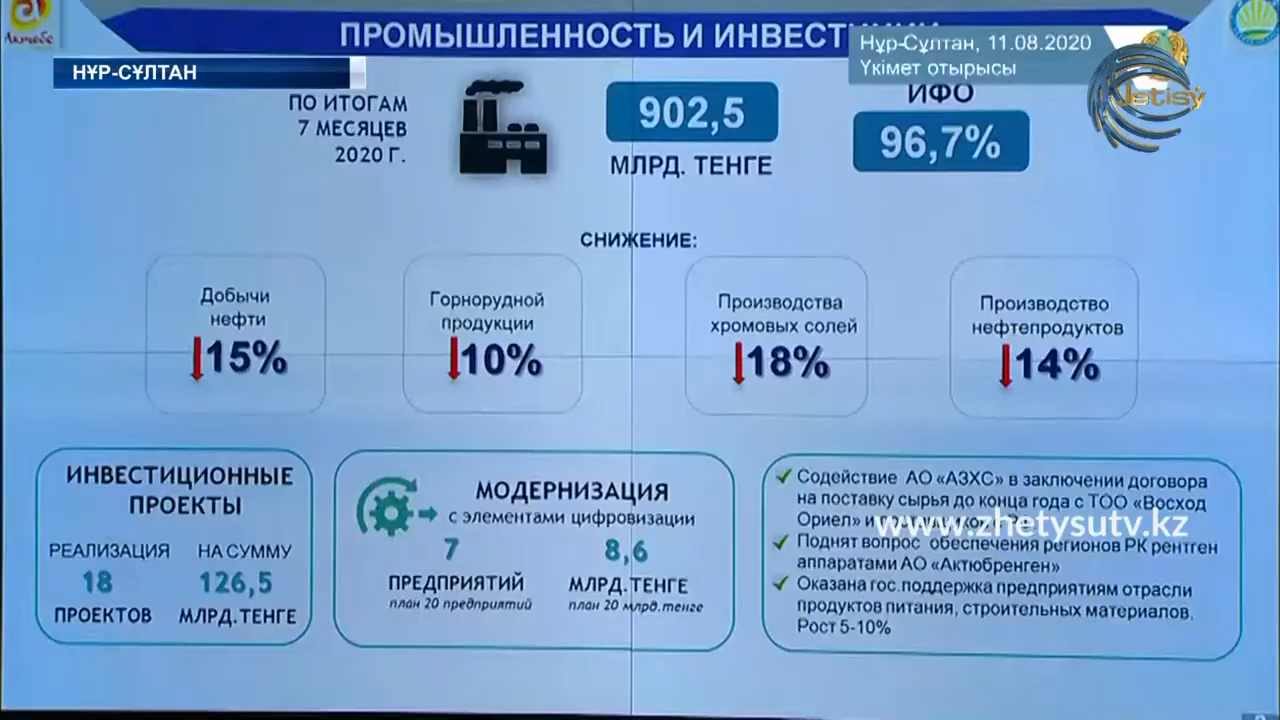 Актөбе
ПРОМЫШЛЕННОСТЬ И
Нұр-Сұлтан, 11.08.2020
Үкімет отырысы
НҰР-СҰЛТАН
Jetisý
ПО ИТОГАМ
7 МЕСЯЦЕВ
2020 Г.
902,5
МЛРД. ТЕНГЕ
ИФО
96,7%
СНИЖЕНИЕ:
Добычи
нефти
15%
Горнорудной
продукции
10%
Производства
хромовых солей
18%
Производство
нефтепродуктов
14%
ИНВЕСТИЦИОННЫЕ
ПРОЕКТЫ
РЕАЛИЗАЦИЯ
18
ПРОЕКТОВ
НА СУММУ
126,5
МЛРД.ТЕНГЕ
МОДЕРНИЗАЦИЯ
с элементами цифровизации
7
ПРЕДПРИЯТИЙ
план 20 предприятий
8,6
МЛРД.ТЕНГЕ
план 20 млрд.тенге
Содействие АО «АЗХС» в заключении договора
на поставку сырья до конца года с ТОО «Восход
Ориел» и
www.zhetysutv.kz
Поднят вопрос обеспечения регионов РК рентген
аппаратами АО «Актюбренген»
Оказана гос.поддержка предприятиям отрасли
продуктов питания, строительных материалов.
Рост 5-10%